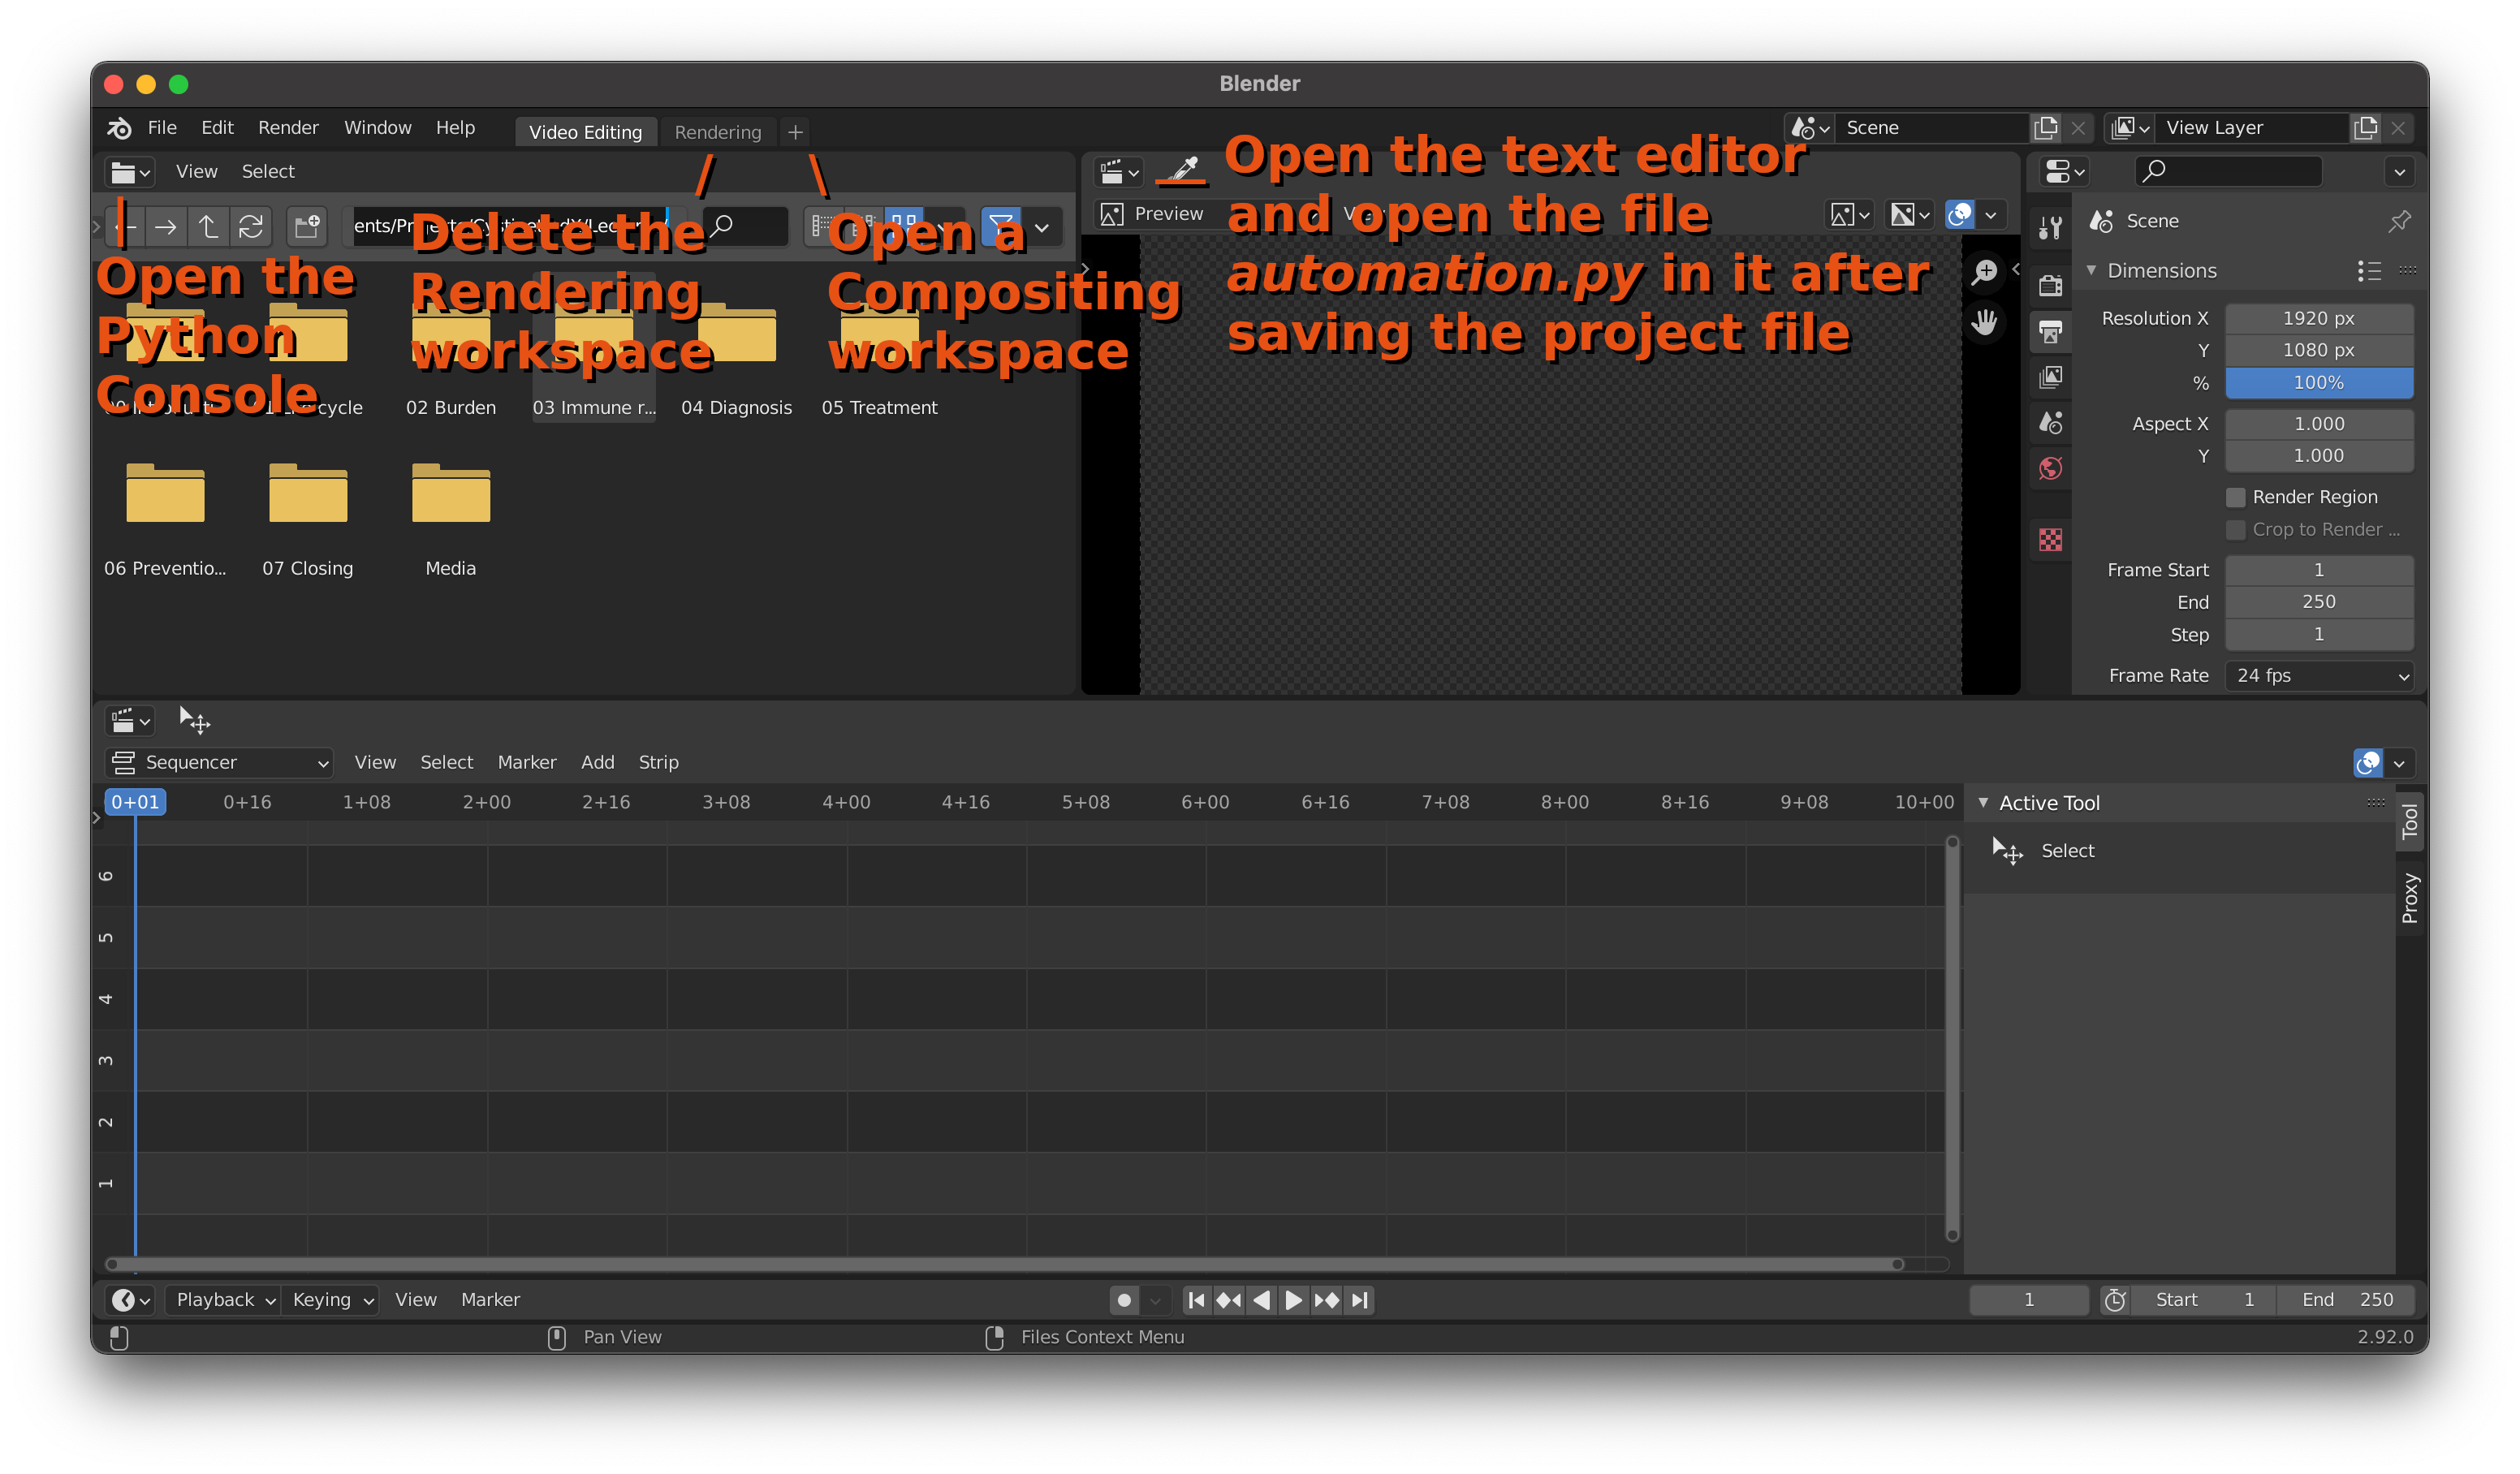 Blender
File Edit Render Window Help Video Editing Rendering + Scene View Layer
View Select
Open the text editor
and open the file
automation.py in it after
saving the project file
Preview
Scene
Open the
Python
Console
Delete the
Rendering
workspace
Open a
Compositing
workspace
Dimensions
Resolution X 1920 px
Y 1080 px
% 100%
02 Burden 03 Immune r... 04 Diagnosis 05 Treatment
Aspect X 1.000
Y 1.000
Render Region
Crop to Render ...
06 Preventio... 07 Closing Media
Frame Start 1
End 250
Step 1
Frame Rate 24 fps
Sequencer View Select Marker Add Strip
0+01 0+16 1+08 2+00 2+16 3+08 4+00 4+16 5+08 6+00 6+16 7+08 8+00 8+16 9+08 10+00
Active Tool
Select
Tool
Proxy
6
5
4
3
2
1
Playback Keying View Marker 1 Start 1 End 250
Pan View Files Context Menu 2.92.0